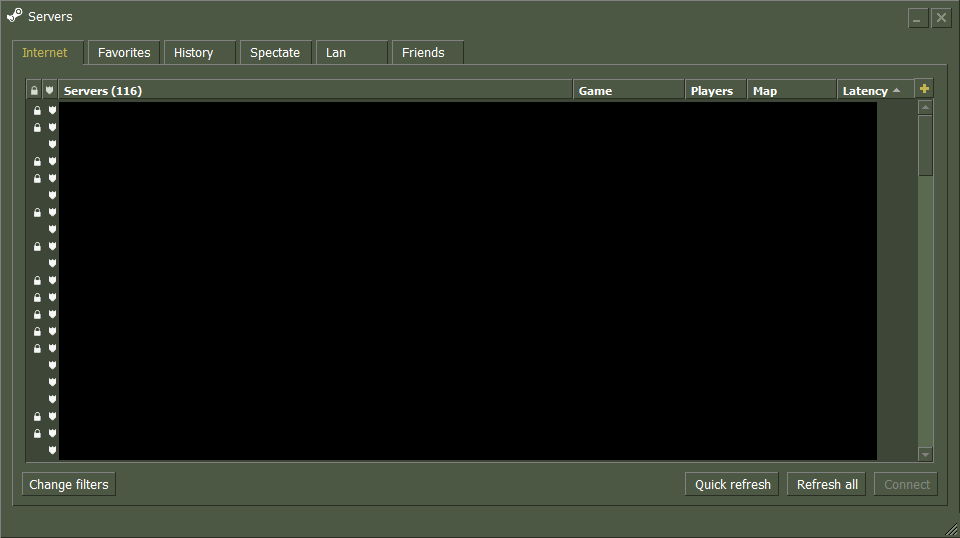 Servers
Internet Favorites History Spectate Lan Friends
Servers (116) Game Players Map Latency
Change filters Quick refresh Refresh all Connect